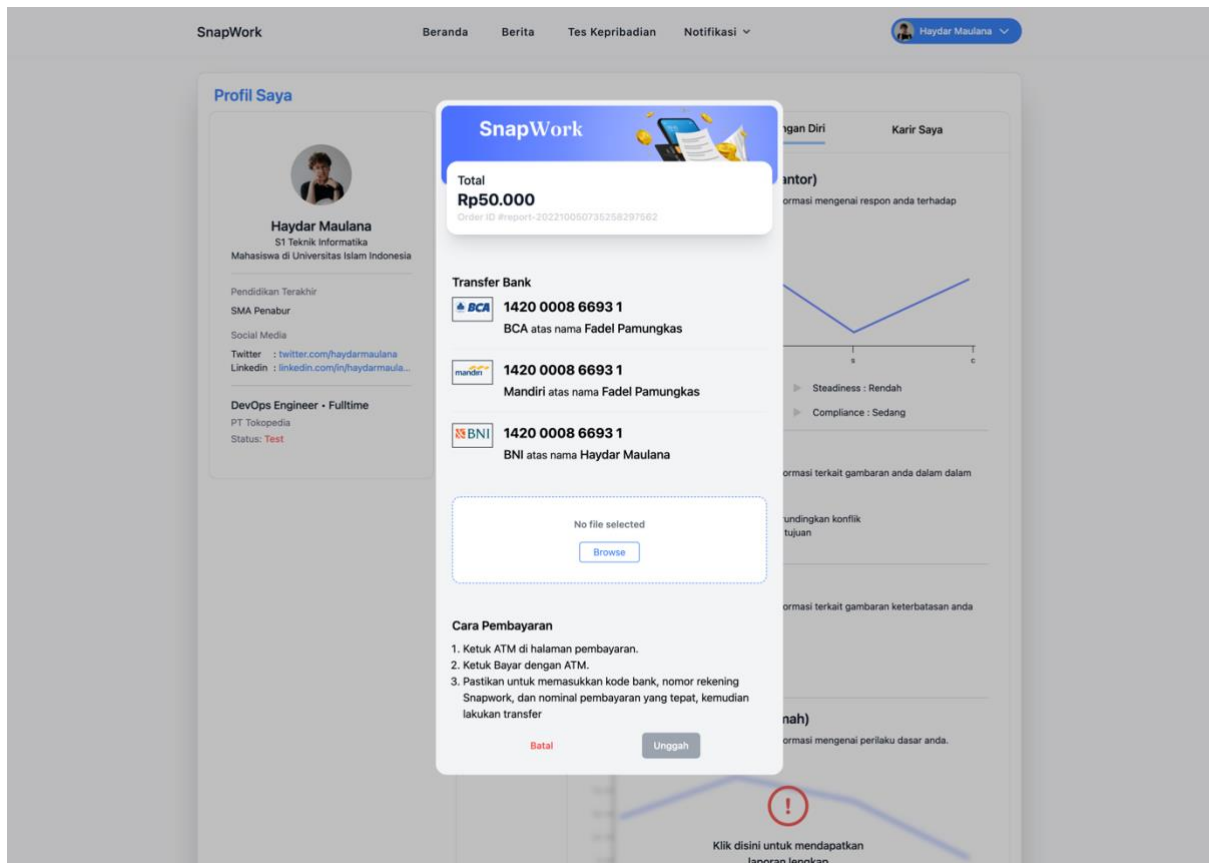 SnapWork
Beranda
Berita
Tes Kepribadian
Notifikasi
Haydar Maulana
Profil Saya
Haydar Maulana
S1 Teknik Informatika
Mahasiswa di Universitas Islam Indonesia
Pendidikan Terakhir
SMA Penabur
Social Media
Twitter : twitter.com/haydarmaulana
Linkedin : linkedin.com/in/haydarmaula...
DevOps Engineer • Fulltime
PT Tokopedia
Status: Test
SnapWork
Total
Rp50.000
Order ID #report-20221005073525829​7562
Transfer Bank
BCA
1420 0008 6693 1
BCA atas nama Fadel Pamungkas
mandiri
1420 0008 6693 1
Mandiri atas nama Fadel Pamungkas
BNI
1420 0008 6693 1
BNI atas nama Haydar Maulana
No file selected
Browse
Cara Pembayaran
1. Ketuk ATM di halaman pembayaran.
2. Ketuk Bayar dengan ATM.
3. Pastikan untuk memasukkan kode bank, nomor rekening
Snapwork, dan nominal pembayaran yang tepat, kemudian
lakukan transfer
Batal
Unggah
ngan Diri
Karir Saya
antor)
ormasi mengenai respon anda terhadap
s
c
Steadiness : Rendah
Compliance : Sedang
ormasi terkait gambaran anda dalam dalam
undingkan konflik
tujuan
ormasi terkait gambaran keterbatasan anda
mah)
ormasi mengenai perilaku dasar anda.
!
Klik disini untuk mendapatkan
laporan lengkap